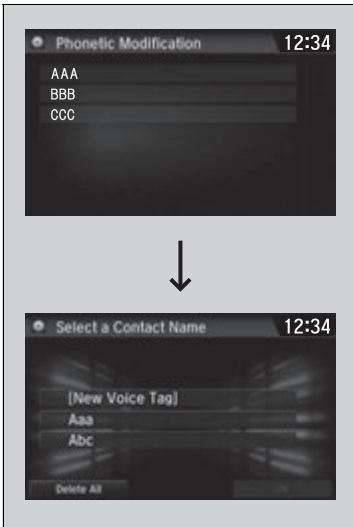 Phonetic Modification 12:34
AAA
BBB
CCC
Select a Contact Name 12:34
[New Voice Tag]
Aaa
Abc
Delete All